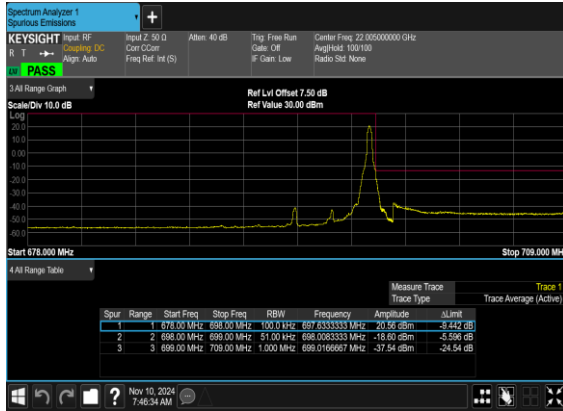 Spectrum Analyzer 1
Spurious Emissions
+
KEYSIGHT Input: RF Input Z: 50 Ω Atten: 40 dB Trig: Free Run Center Freq: 22.005000000 GHz
R T Coupling: DC Corr CCorr Gate: Off Avg|Hold: 100/100
Align: Auto Freq Ref: Int (S) IF Gain: Low Radio Std: None
PASS
3 All Range Graph Ref Lvl Offset 7.50 dB
Scale/Div 10.0 dB Ref Value 30.00 dBm
Log
20.0
10.0
0.00
-10.0
-20.0
-30.0
-40.0
-50.0
-60.0
Start 678.000 MHz Stop 709.000 MHz
4 All Range Table
Measure Trace Trace 1
Trace Type Trace Average (Active)
Spur Range Start Freq Stop Freq RBW Frequency Amplitude ΔLimit
1 1 678.00 MHz 698.00 MHz 100.0 kHz 697.6333333 MHz 20.56 dBm -9.442 dB
2 2 698.00 MHz 699.00 MHz 51.00 kHz 698.0083333 MHz -18.60 dBm -5.596 dB
3 3 699.00 MHz 709.00 MHz 1.000 MHz 699.0166667 MHz -37.54 dBm -24.54 dB
? Nov 10, 2024
7:46:34 AM